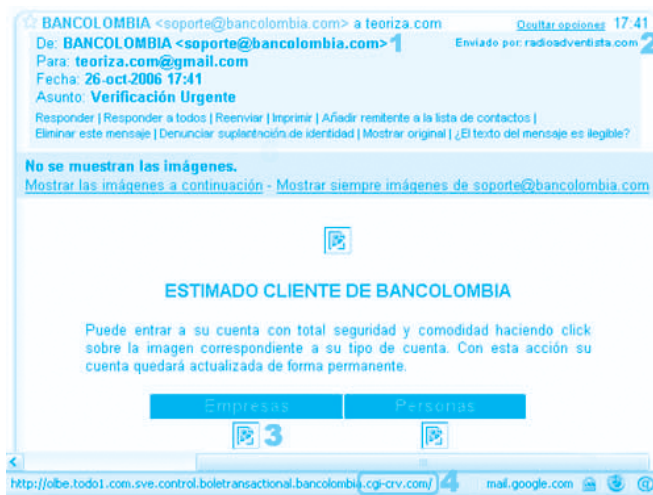 BANCOLOMBIA <soporte@bancolombia.com> a teoriza.com Ocultar opciones 17:41
De: BANCOLOMBIA <soporte@bancolombia.com> 1 Enviado por: radioadventista.com 2
Para: teoriza.com@gmail.com
Fecha: 26-oct-2006 17:41
Asunto: Verificación Urgente
Responder | Responder a todos | Reenviar | Imprimir | Añadir remitente a la lista de contactos |
Eliminar este mensaje | Denunciar suplantación de identidad | Mostrar original | ¿El texto del mensaje es ilegible?
No se muestran las imágenes.
Mostrar las imágenes a continuación - Mostrar siempre imágenes de soporte@bancolombia.com
ESTIMADO CLIENTE DE BANCOLOMBIA
Puede entrar a su cuenta con total seguridad y comodidad haciendo click
sobre la imagen correspondiente a su tipo de cuenta. Con esta acción su
cuenta quedará actualizada de forma permanente.
Empresas Personas
3
http://olbe.todo1.com.sve.control.boletransactional.bancolombia.cgi-crv.com/ 4 mail.google.com